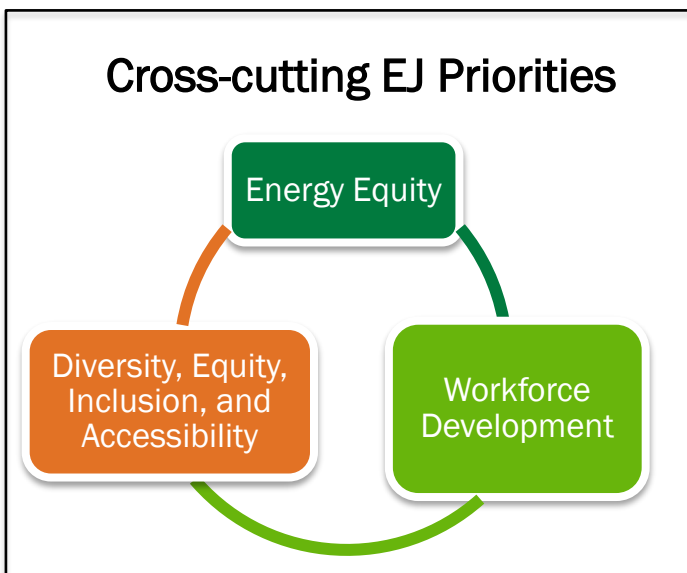 Cross-cutting EJ Priorities
Energy Equity
Diversity, Equity,
Inclusion, and
Accessibility
Workforce
Development